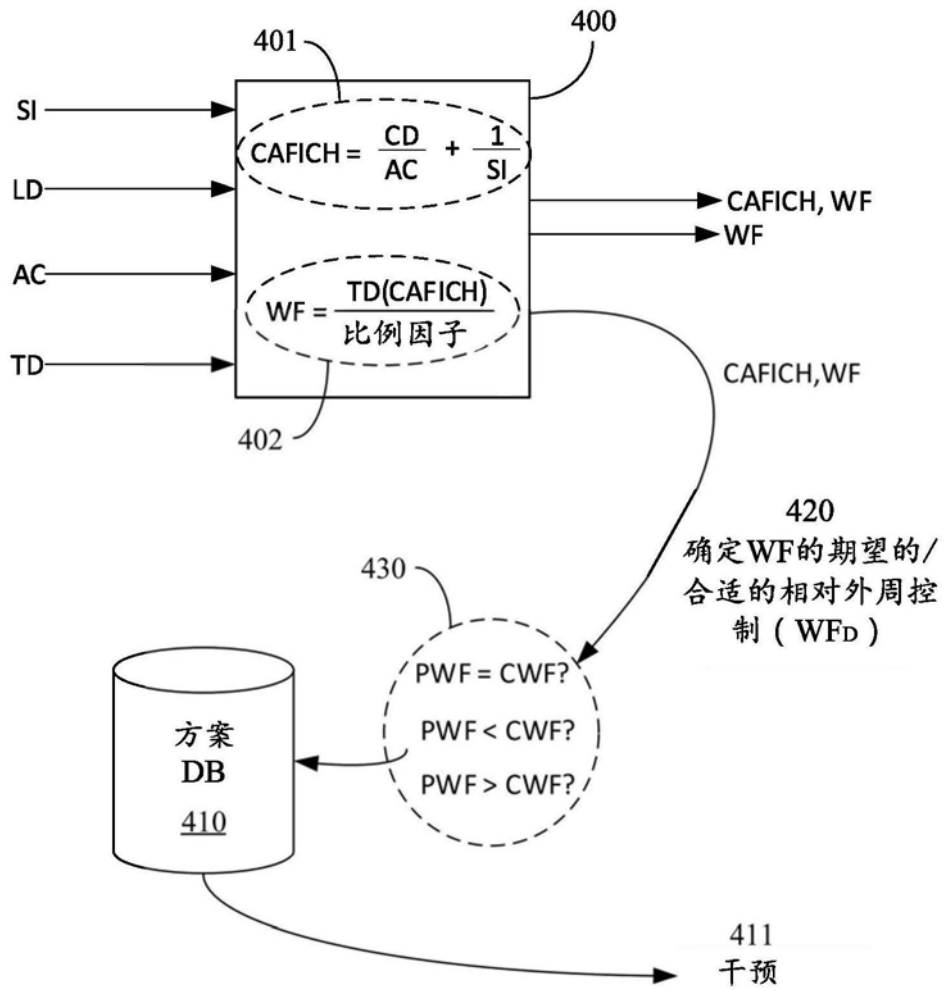 401
400
SI
LD
AC
TD
CAFICH = CD/AC + 1/SI
WF = TD(CAFICH)/比例因子
402
CAFICH, WF
WF
CAFICH,WF
420
确定WF的期望的/
合适的相对外周控
制(WFD)
430
PWF = CWF?
PWF < CWF?
PWF > CWF?
方案
DB
410
411
干预